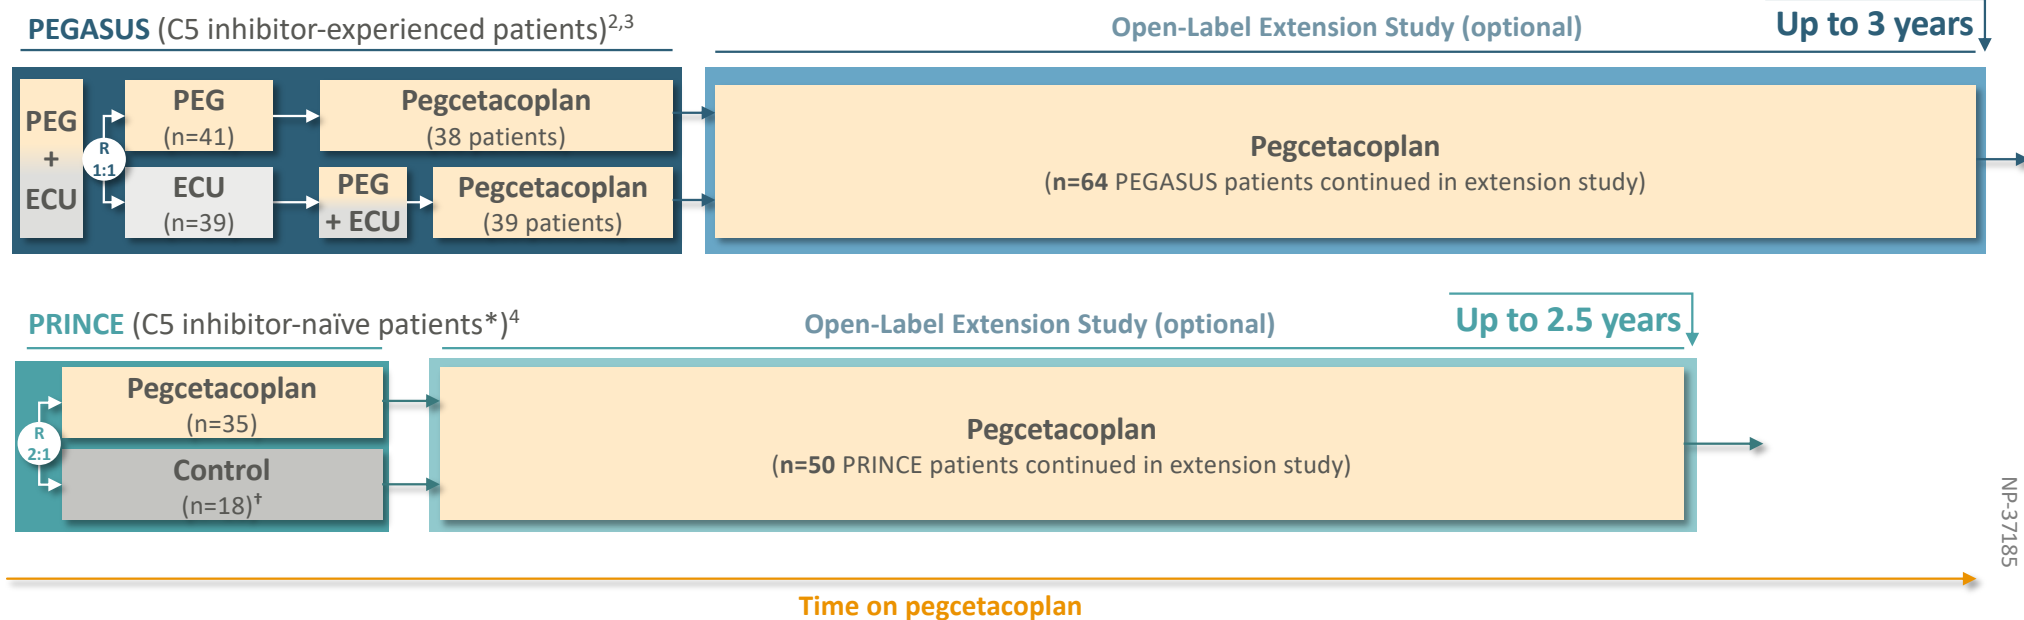 PEGASUS (C5 inhibitor-experienced patients)2,3
Open-Label Extension Study (optional)
Up to 3 years
PEG
+
ECU
R
1:1
PEG
(n=41)
Pegcetacoplan
(38 patients)
ECU
(n=39)
PEG
+ ECU
Pegcetacoplan
(39 patients)
Pegcetacoplan
(n=64 PEGASUS patients continued in extension study)
PRINCE (C5 inhibitor-naïve patients*)4
Open-Label Extension Study (optional)
Up to 2.5 years
R
2:1
Pegcetacoplan
(n=35)
Control
(n=18)†
Pegcetacoplan
(n=50 PRINCE patients continued in extension study)
NP-37185
Time on pegcetacoplan